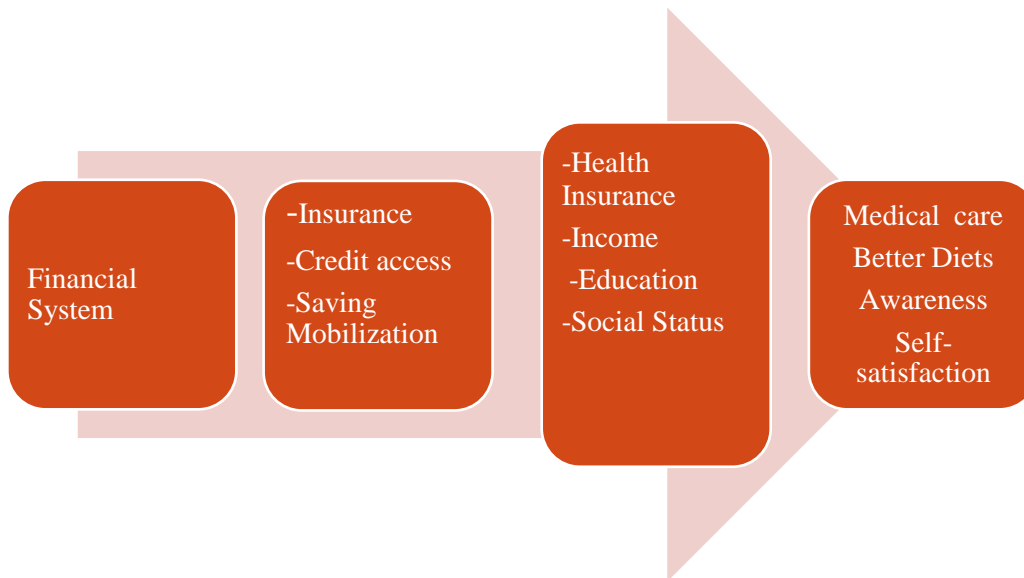 Financial
System
-Insurance
-Credit access
-Saving
Mobilization
-Health
Insurance
-Income
-Education
-Social Status
Medical care
Better Diets
Awareness
Self-
satisfaction